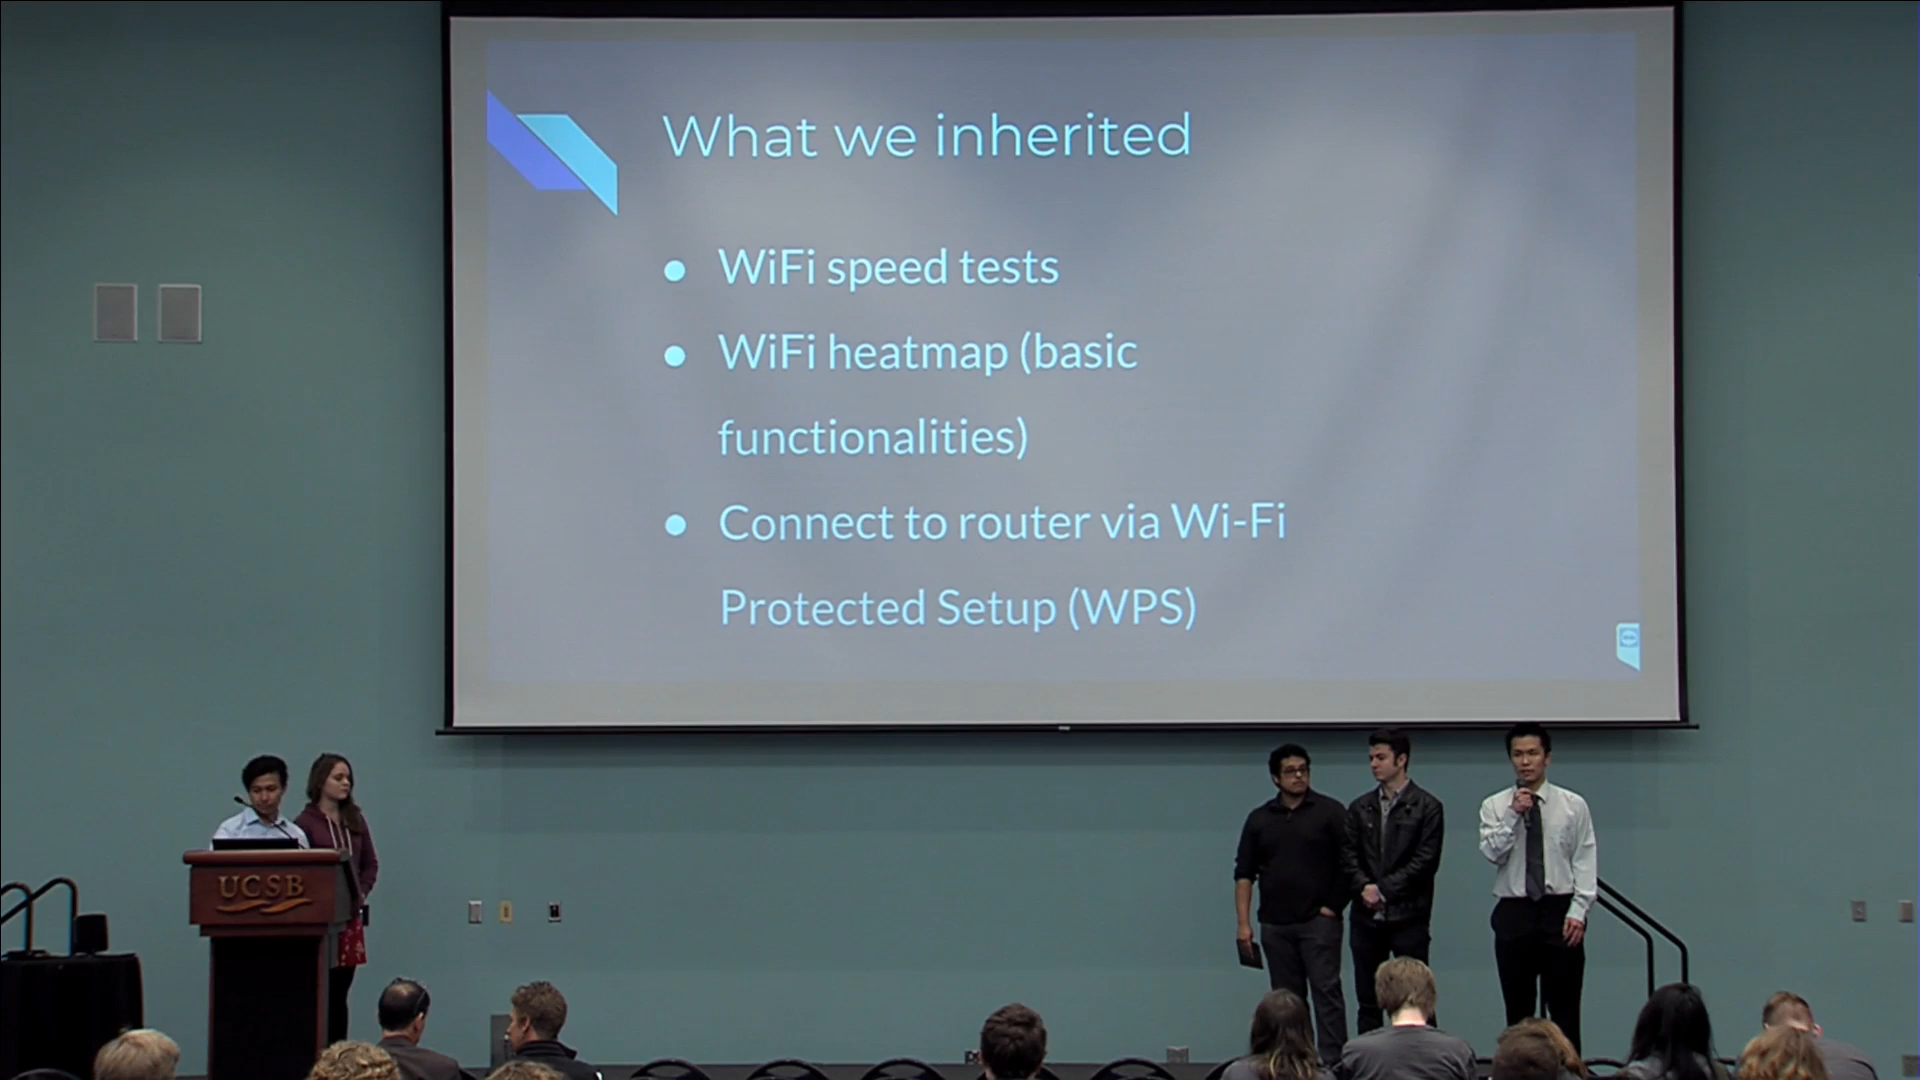 What we inherited
● WiFi speed tests
● WiFi heatmap (basic
functionalities)
● Connect to router via Wi-Fi
Protected Setup (WPS)
UCSB